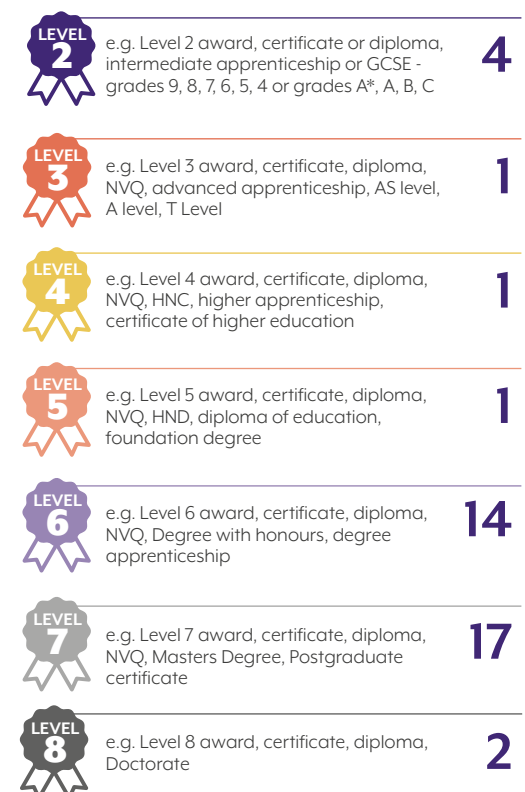 LEVEL
2
e.g. Level 2 award, certificate or diploma,
intermediate apprenticeship or GCSE -
grades 9, 8, 7, 6, 5, 4 or grades A*, A, B, C
4
LEVEL
3
e.g. Level 3 award, certificate, diploma,
NVQ, advanced apprenticeship, AS level,
A level, T Level
1
LEVEL
4
e.g. Level 4 award, certificate, diploma,
NVQ, HNC, higher apprenticeship,
certificate of higher education
1
LEVEL
5
e.g. Level 5 award, certificate, diploma,
NVQ, HND, diploma of education,
foundation degree
1
LEVEL
6
e.g. Level 6 award, certificate, diploma,
NVQ, Degree with honours, degree
apprenticeship
14
LEVEL
7
e.g. Level 7 award, certificate, diploma,
NVQ, Masters Degree, Postgraduate
certificate
17
LEVEL
8
e.g. Level 8 award, certificate, diploma,
Doctorate
2